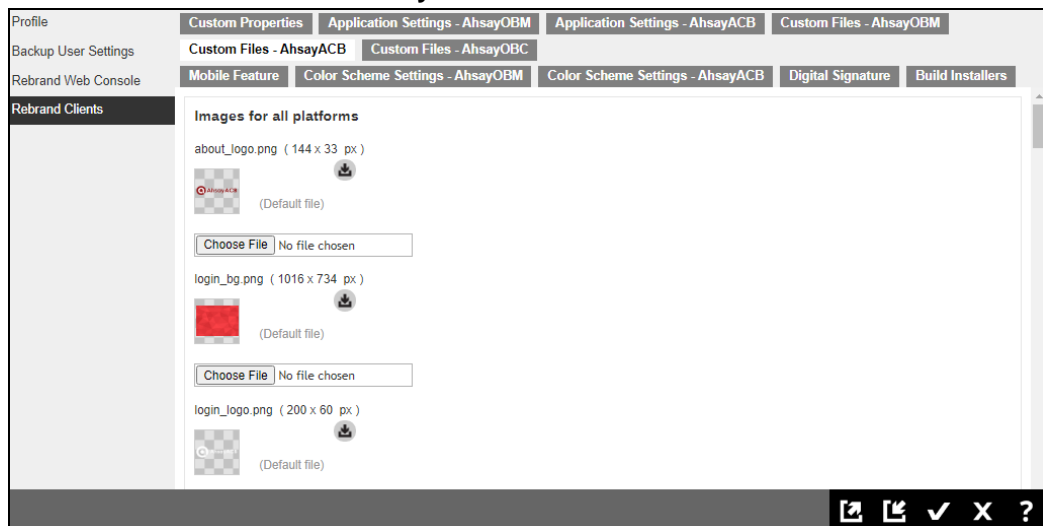 Profile
Backup User Settings
Rebrand Web Console
Rebrand Clients
Custom Properties Application Settings - AhsayOBM Application Settings - AhsayACB Custom Files - AhsayOBM
Custom Files - AhsayACB Custom Files - AhsayOBC
Mobile Feature Color Scheme Settings - AhsayOBM Color Scheme Settings - AhsayACB Digital Signature Build Installers
Images for all platforms
about_logo.png ( 144 x 33 px )
AhsayACB
(Default file)
Choose File No file chosen
login_bg.png ( 1016 x 734 px )
(Default file)
Choose File No file chosen
login_logo.png ( 200 x 60 px )
(Default file)
X ?